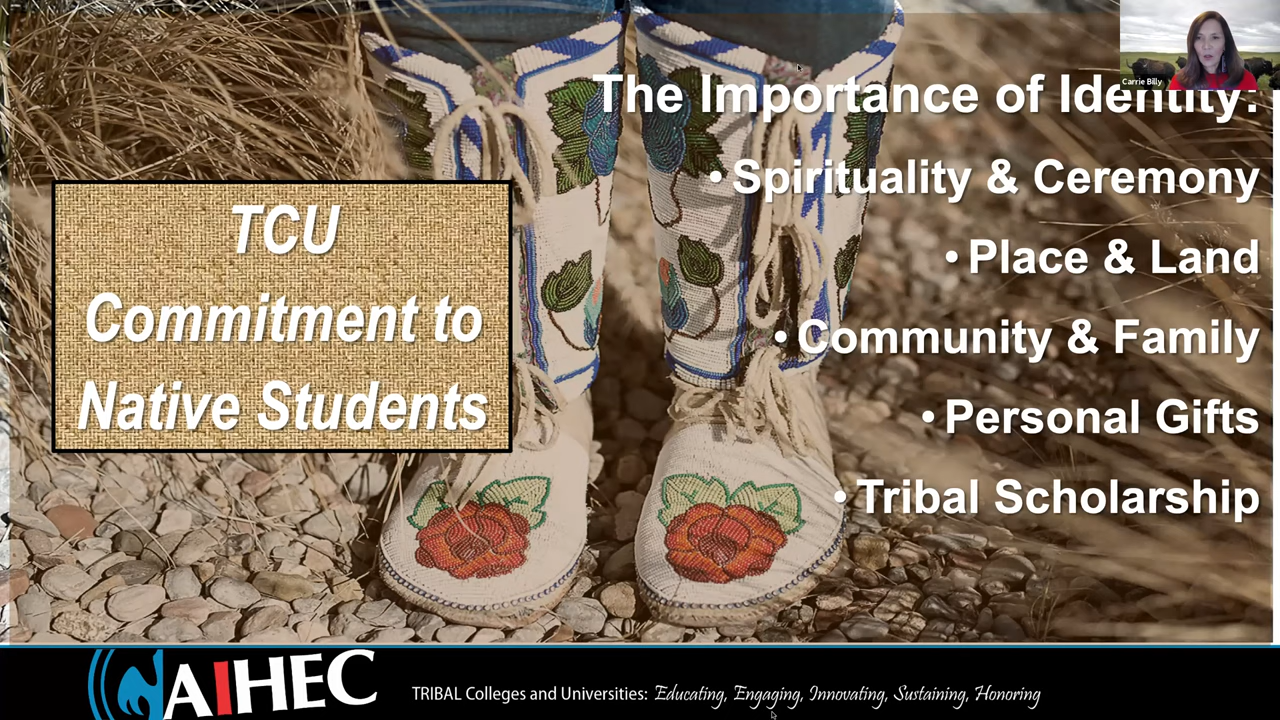 Carrie Billy
The Importance of Identity:
• Spirituality & Ceremony
• Place & Land
• Community & Family
• Personal Gifts
• Tribal Scholarship
TCU
Commitment to
Native Students
AIHEC
TRIBAL Colleges and Universities: Educating, Engaging, Innovating, Sustaining, Honoring